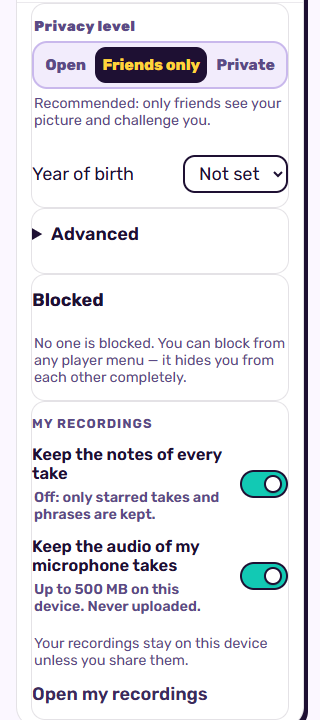 Privacy level
Open Friends only Private
Recommended: only friends see your
picture and challenge you.
Year of birth Not set
Advanced
Blocked
No one is blocked. You can block from
any player menu — it hides you from
each other completely.
MY RECORDINGS
Keep the notes of every
take
Off: only starred takes and
phrases are kept.
Keep the audio of my
microphone takes
Up to 500 MB on this
device. Never uploaded.
Your recordings stay on this device
unless you share them.
Open my recordings